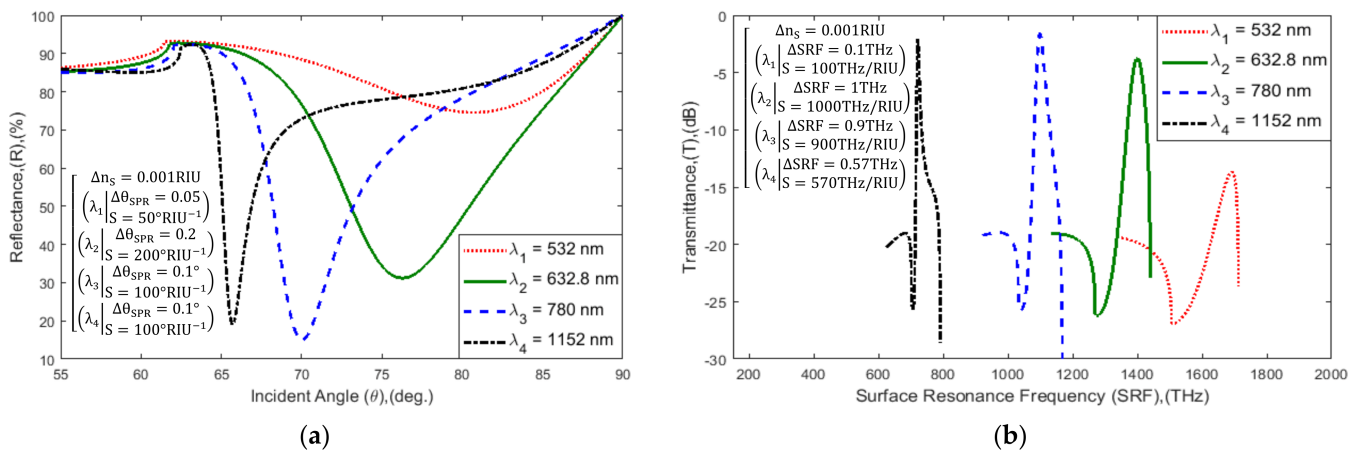 100
90
80
70
60
50
40
30
20
10
55
60
65
70
75
80
85
90
Reflectance,(R),(%)
Incident Angle (θ),(deg.)
Δn_S = 0.001RIU
(λ₁|Δθ_SPR = 0.05
S = 50°RIU⁻¹)
(λ₂|Δθ_SPR = 0.2
S = 200°RIU⁻¹)
(λ₃|Δθ_SPR = 0.1°
S = 100°RIU⁻¹)
(λ₄|Δθ_SPR = 0.1°
S = 100°RIU⁻¹)
λ₁ = 532 nm
λ₂ = 632.8 nm
λ₃ = 780 nm
λ₄ = 1152 nm
(a)
0
-5
-10
-15
-20
-25
-30
200
400
600
800
1000
1200
1400
1600
1800
2000
Transmittance,(T),(dB)
Surface Resonance Frequency (SRF),(THz)
Δn_S = 0.001RIU
(λ₁|ΔSRF = 0.1THz
S = 100THz/RIU)
(λ₂|ΔSRF = 1THz
S = 1000THz/RIU)
(λ₃|ΔSRF = 0.9THz
S = 900THz/RIU)
(λ₄|ΔSRF = 0.57THz
S = 570THz/RIU)
λ₁ = 532 nm
λ₂ = 632.8 nm
λ₃ = 780 nm
λ₄ = 1152 nm
(b)